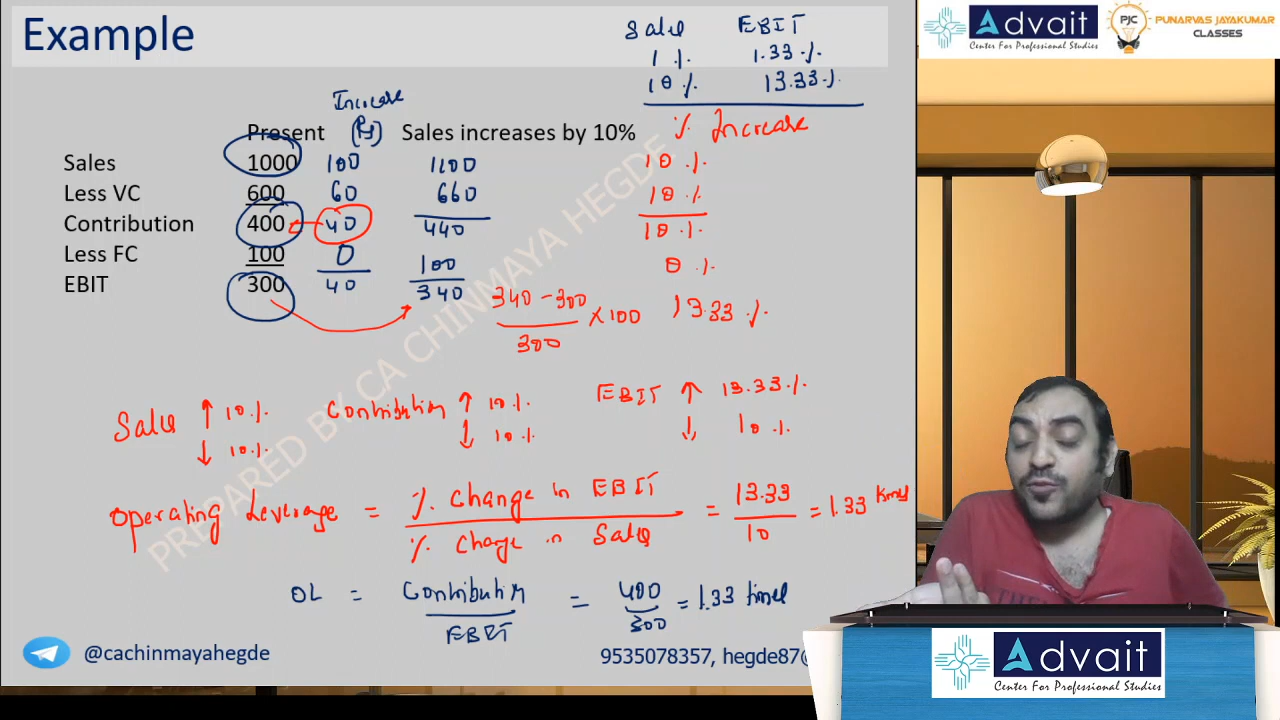 Example
Sales EBIT
1 % 1.33 %
10 % 13.33 %
Increase
Present (Rs) Sales increases by 10% % Increase
Sales 1000 100 1100 10 %
Less VC 600 60 660 10 %
Contribution 400 40 440 10 %
Less FC 100 0 100 0 %
EBIT 300 40 340
340 - 300 / 300 × 100 13.33 %
Sales ↑ 10 % Contribution ↑ 10 % EBIT ↑ 13.33 %
↓ 10 % ↓ 10 % ↓ 10 %
Operating Leverage = % Change in EBIT / % Change in Sales = 13.33 / 10 = 1.33 times
OL = Contribution / EBIT = 400 / 300 = 1.33 times
@cachinmayahegde
9535078357, hegde87@
PREPARED BY CA CHINMAYA HEGDE
Advait
Center For Professional Studies
PJC
PUNARVAS JAYAKUMAR
CLASSES
Advait
Center For Professional Studies